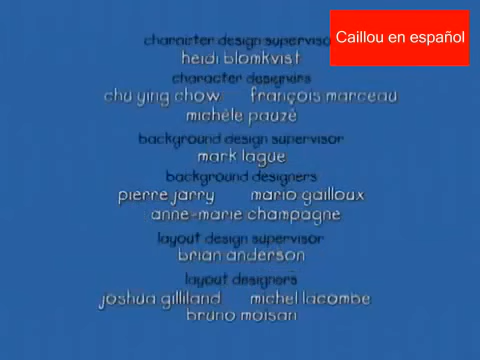 Caillou en español
character design supervisor
heidi blomkvist
character designers
chu ying chow françois marceau
michèle pauzé
background design supervisor
mark lague
background designers
pierre jarry mario gailloux
anne-marie champagne
layout design supervisor
brian anderson
layout designers
joshua gilliland michel lacombe
bruno moisan